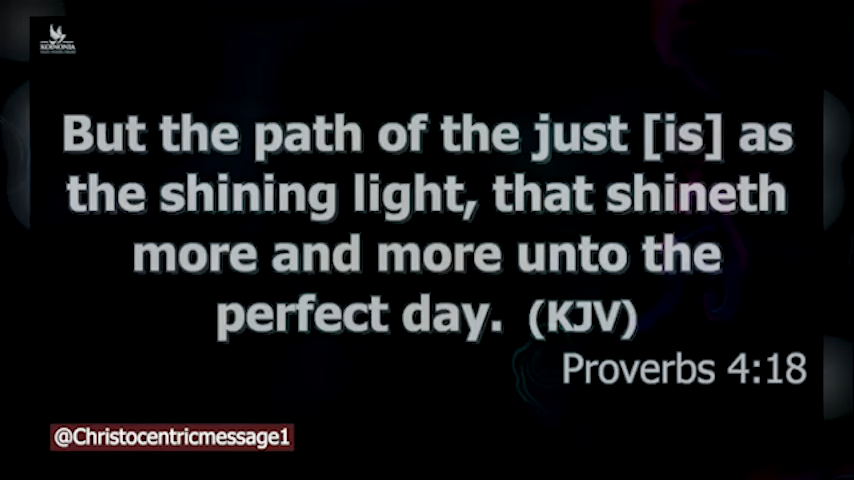 KOINONIA
But the path of the just [is] as
the shining light, that shineth
more and more unto the
perfect day. (KJV)
Proverbs 4:18
@Christocentricmessage1